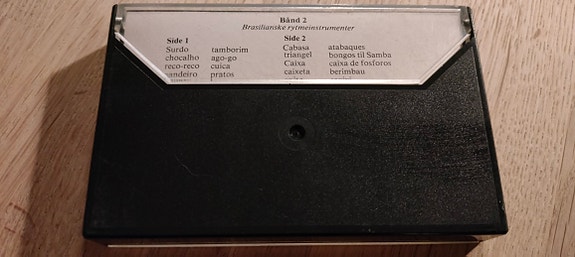 Bånd 2
Brasilianske rytmeinstrumenter
Side 1
Surdo tamborim
chocalho ago-go
reco-reco cuica
pandeiro pratos
Side 2
Cabasa atabaques
triangel bongos til Samba
Caixa caixa de fosforos
caixeta berimbau